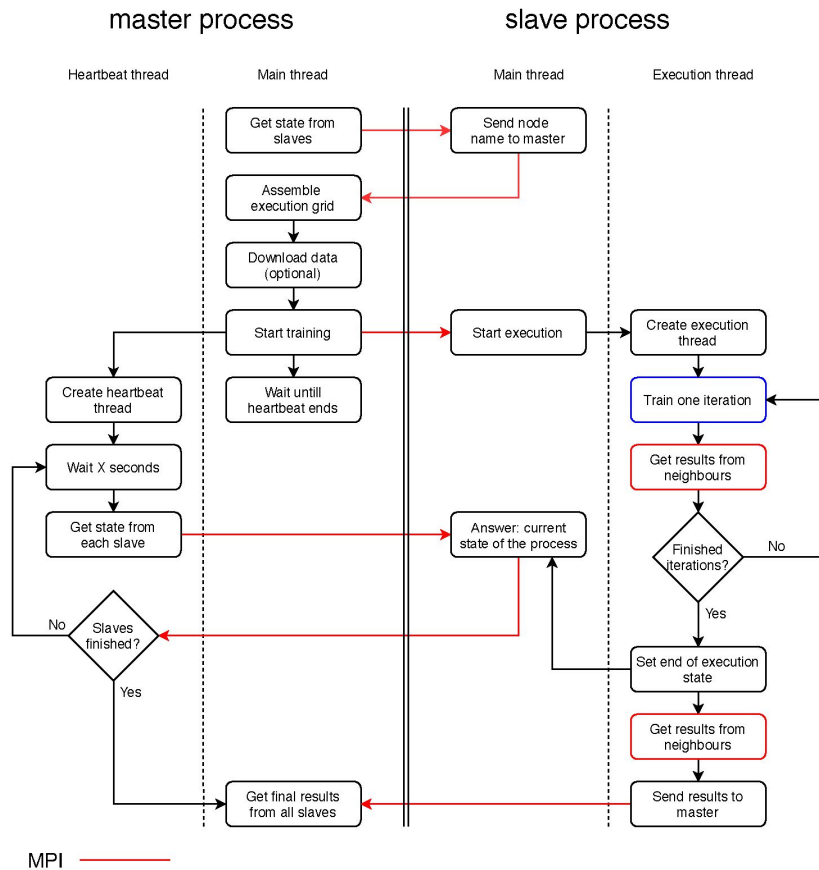 master process
slave process
Heartbeat thread
Main thread
Main thread
Execution thread
Get state from
slaves
Send node
name to master
Assemble
execution grid
Download data
(optional)
Start training
Start execution
Create execution
thread
Create heartbeat
thread
Wait untill
heartbeat ends
Train one iteration
Wait X seconds
Get results from
neighbours
Get state from
each slave
Answer: current
state of the process
Finished
iterations?
No
Yes
Slaves
finished?
No
Yes
Set end of execution
state
Get results from
neighbours
Get final results
from all slaves
Send results to
master
MPI